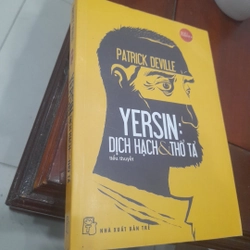 PATRICK DEVILLE
YERSIN:
DỊCH HẠCH & THỔ TẢ
tiểu thuyết
NHÀ XUẤT BẢN TRẺ